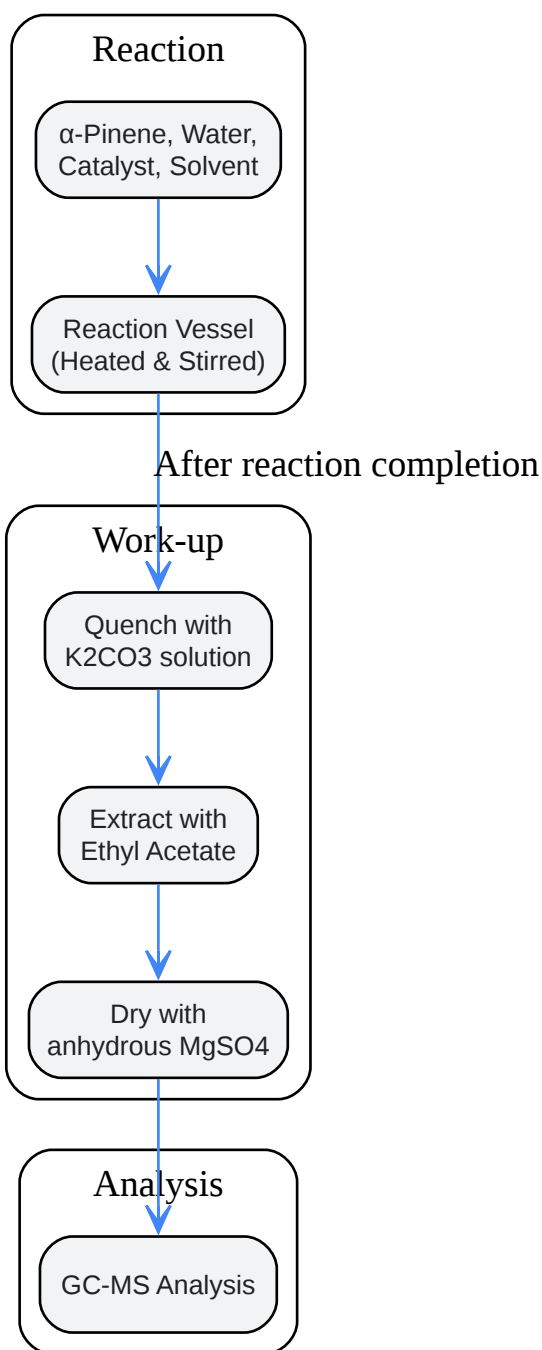 Reaction
α-Pinene, Water,
Catalyst, Solvent
Reaction Vessel
(Heated & Stirred)
After reaction completion
Work-up
Quench with
K2CO3 solution
Extract with
Ethyl Acetate
Dry with
anhydrous MgSO4
Analysis
GC-MS Analysis